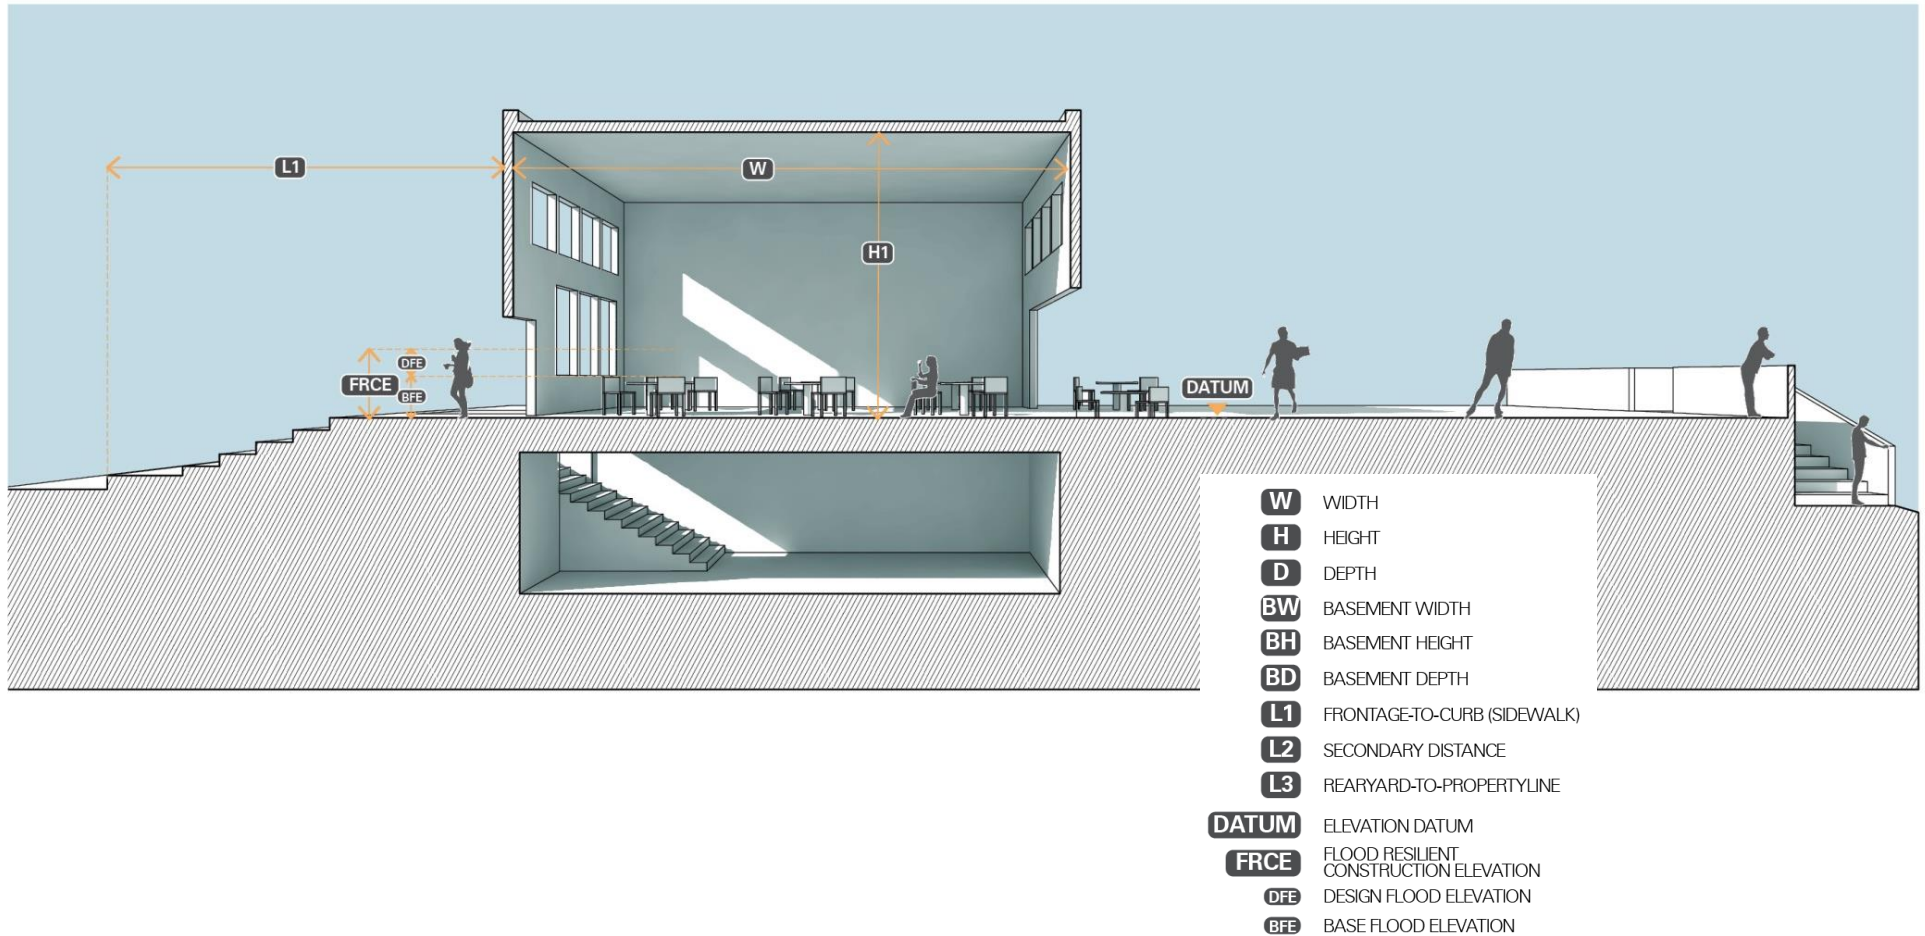 L1
W
H1
DFE
FRCE
BFE
DATUM
W WIDTH
H HEIGHT
D DEPTH
BW BASEMENT WIDTH
BH BASEMENT HEIGHT
BD BASEMENT DEPTH
L1 FRONTAGE-TO-CURB (SIDEWALK)
L2 SECONDARY DISTANCE
L3 REARYARD-TO-PROPERTYLINE
DATUM ELEVATION DATUM
FRCE FLOOD RESILIENT
CONSTRUCTION ELEVATION
DFE DESIGN FLOOD ELEVATION
BFE BASE FLOOD ELEVATION